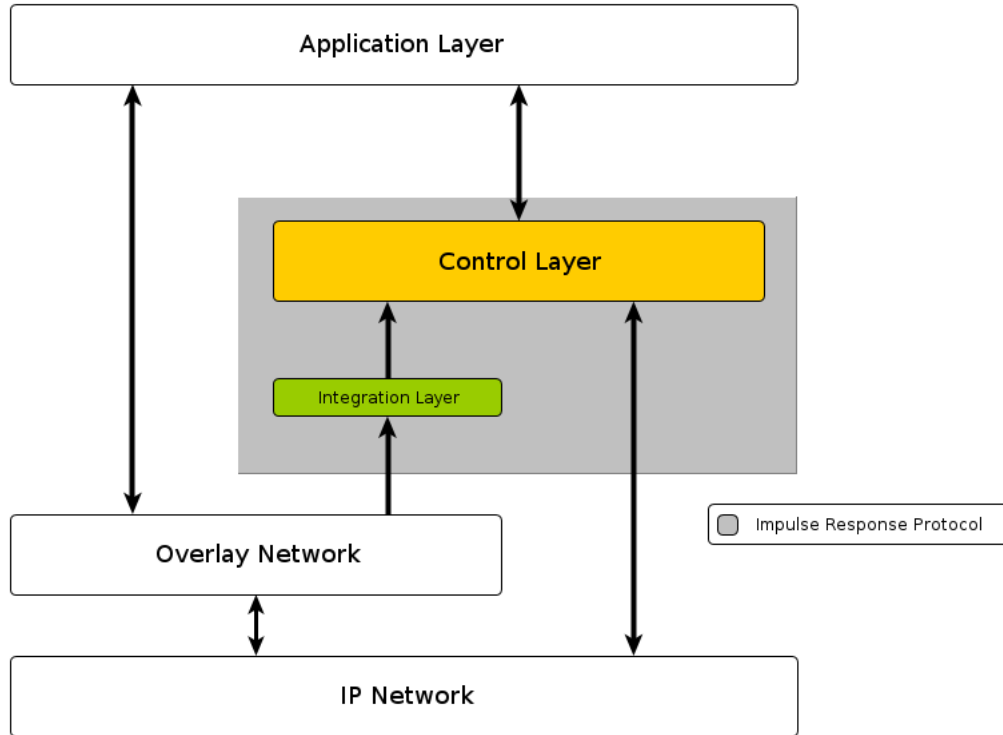 Application Layer
Control Layer
Integration Layer
Impulse Response Protocol
Overlay Network
IP Network